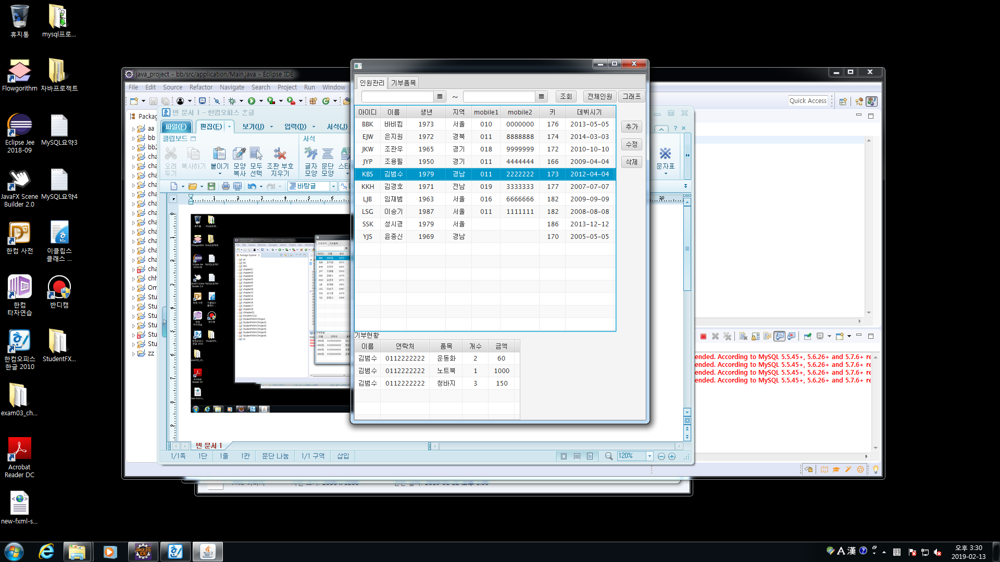 휴지통
mysql프로...
Flowgorithm
자바프로젝트
Eclipse Jee
2018-09
MySQL요약3
JavaFX Scene
Builder 2.0
MySQL요약4
한컴 사전
이클립스
클래스 ...
한컴
타자연습
반디캠
한컴오피스
한글 2010
StudentFX...
exam03_ch...
Acrobat
Reader DC
new-fxml-s...
java_project - bb/src/application/Main.java - Eclipse IDE
File Edit Source Refactor Navigate Search Project Run Window
Quick Access
Packag
aa
bb
bb2
cha
cha
cha
cha
cha
cha
cha
cha
cha
cha
cha
cha
cha
chh
Om
Stu
Stu
Stu
Stu
Stu
Stu
zz
빈 문서 1 - 한컴오피스 한글
파일(F) 편집(E) 보기(U) 입력(D) 서식(J)
클립보드
서식
오려
두기
복사하기
붙이기
모양
복사
모두
선택
조판 부호
지우기
글자
모양
문단
모양
스타
문자표
바탕글
빈 문서 1
1/1쪽 1단 1줄 1칸 문단 나눔 1/1 구역 삽입
120%
인원관리 기부품목
~ 조회 전체인원 그래프
아이디 이름 생년 지역 mobile1 mobile2 키 데뷔시기
BBK 바비킴 1973 서울 010 0000000 176 2013-05-05
EJW 은지원 1972 경북 011 8888888 174 2014-03-03
JKW 조관우 1965 경기 018 9999999 172 2010-10-10
JYP 조용필 1950 경기 011 4444444 166 2009-04-04
KBS 김범수 1979 경남 011 2222222 173 2012-04-04
KKH 김경호 1971 전남 019 3333333 177 2007-07-07
LJB 임재범 1963 서울 016 6666666 182 2009-09-09
LSG 이승기 1987 서울 011 1111111 182 2008-08-08
SSK 성시경 1979 서울 186 2013-12-12
YJS 윤종신 1969 경남 170 2005-05-05
추가
수정
삭제
기부현황
이름 연락처 품목 개수 금액
김범수 0112222222 운동화 2 60
김범수 0112222222 노트북 1 1000
김범수 0112222222 청바지 3 150
ended. According to MySQL 5.5.45+, 5.6.26+ and 5.7.6+ re
ended. According to MySQL 5.5.45+, 5.6.26+ and 5.7.6+ re
ended. According to MySQL 5.5.45+, 5.6.26+ and 5.7.6+ re
ended. According to MySQL 5.5.45+, 5.6.26+ and 5.7.6+ re
A 漢
오후 3:30
2019-02-13